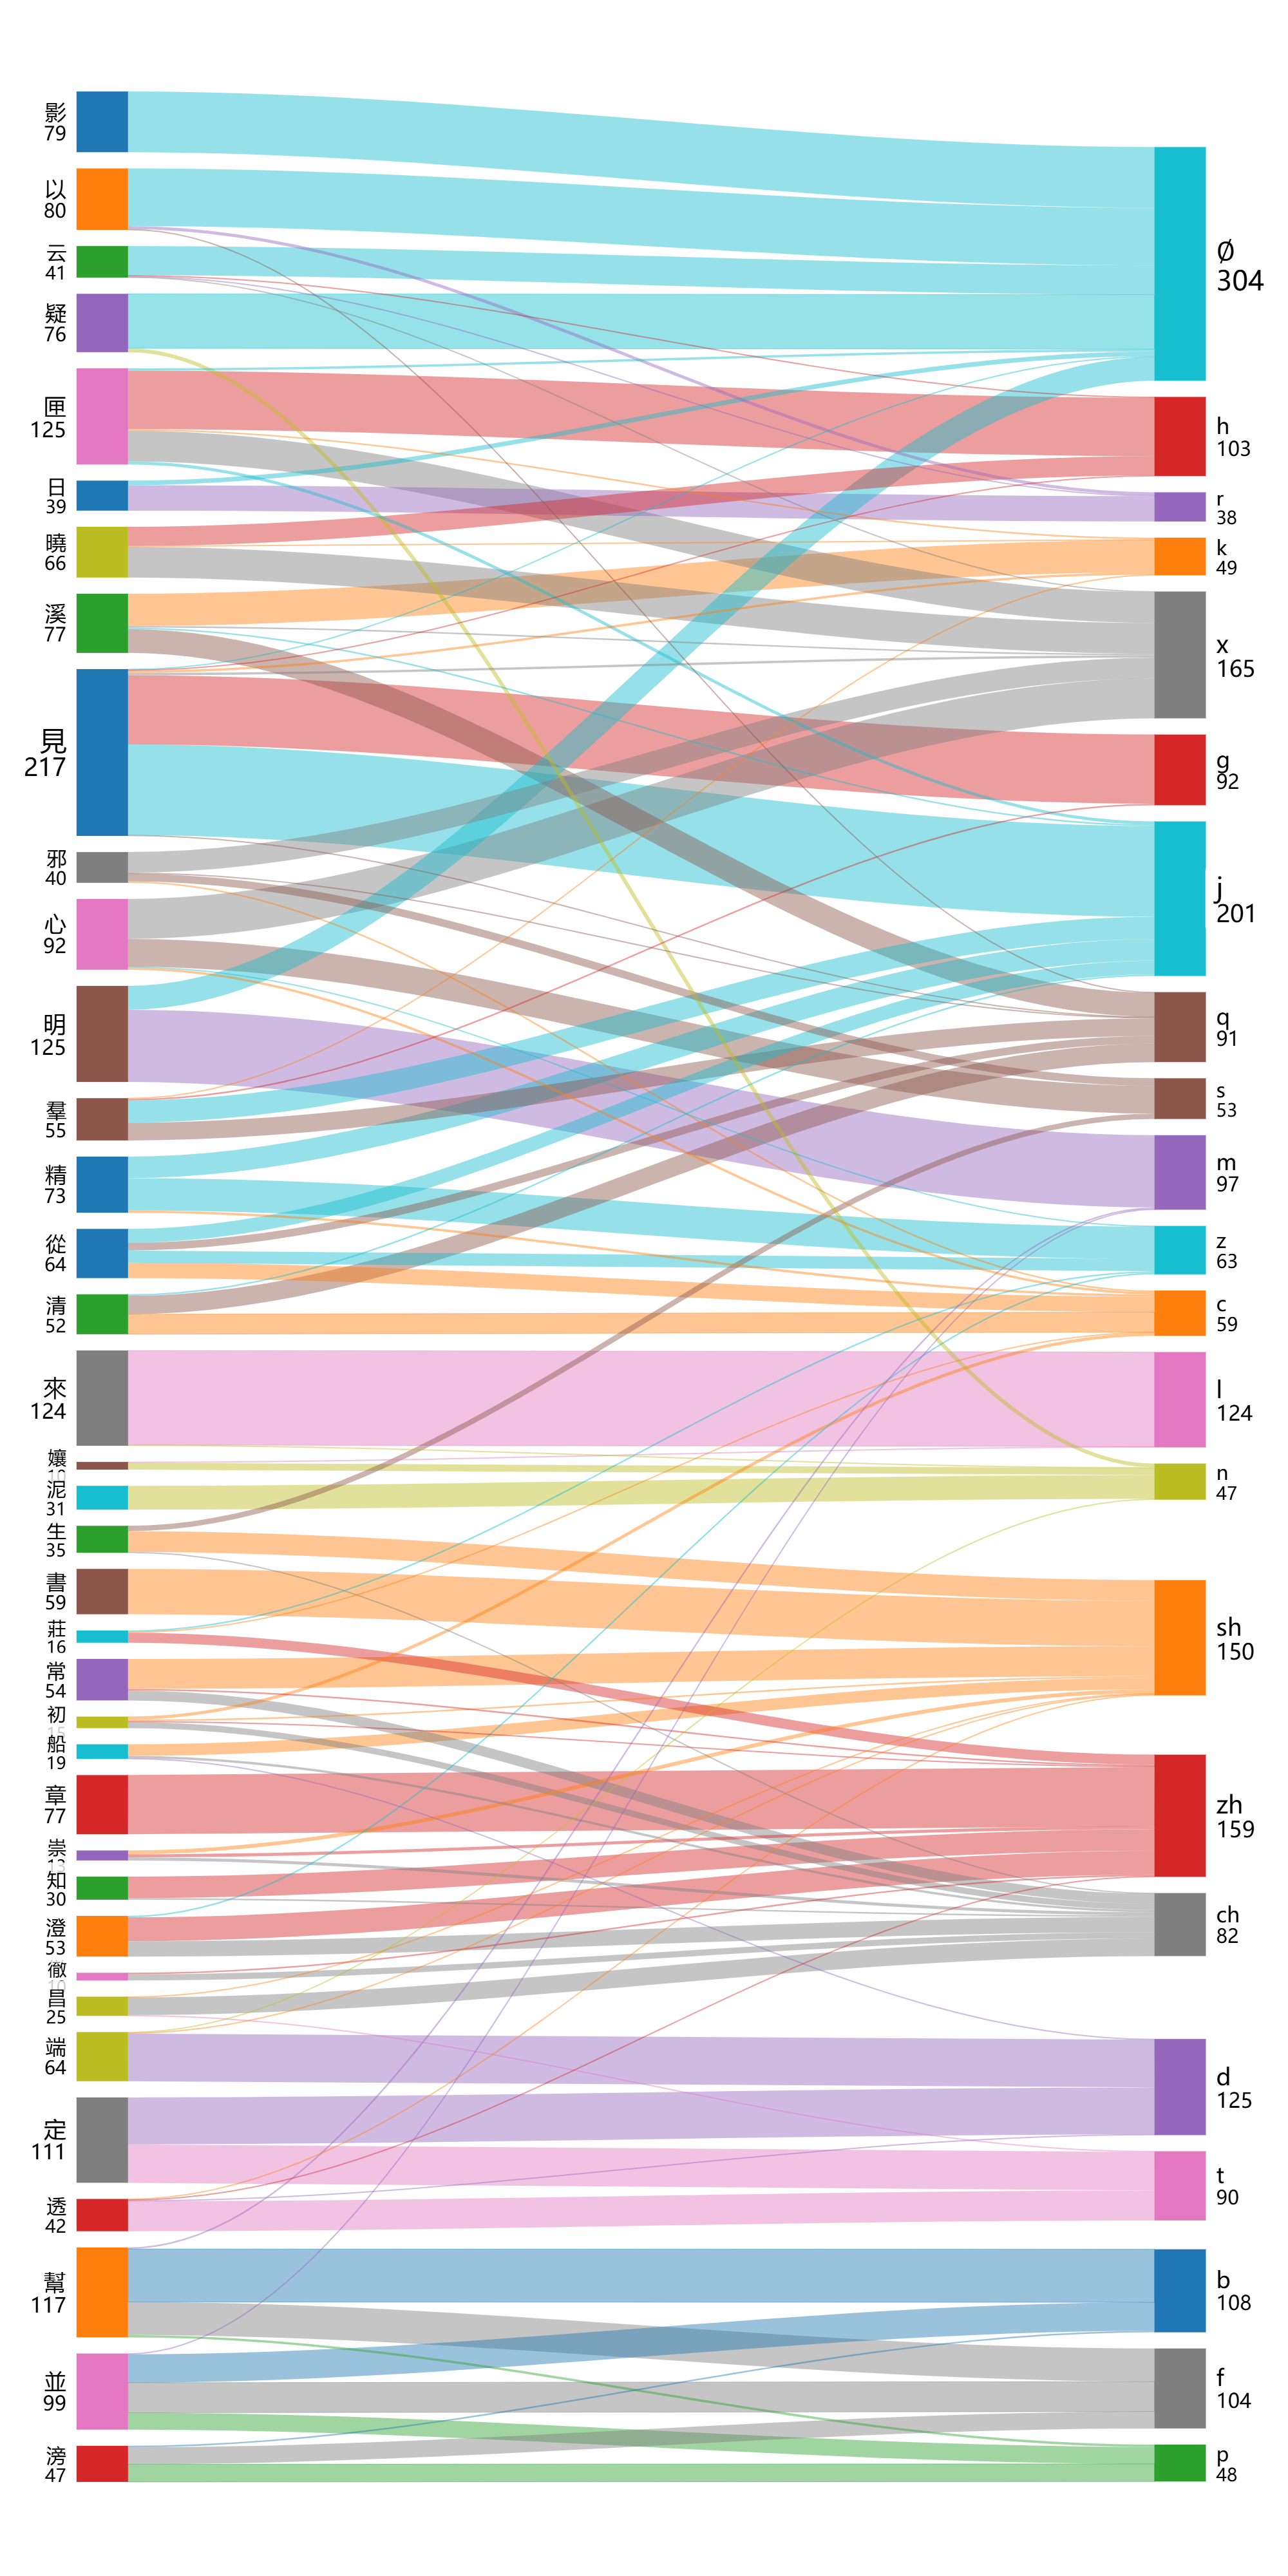 影
79
以
80
云
41
疑
76
匣
125
日
39
曉
66
溪
77
見
217
邪
40
心
92
明
125
羣
55
精
73
從
64
清
52
來
124
孃
10
泥
31
生
35
書
59
莊
16
常
54
初
15
船
19
章
77
崇
13
知
30
澄
53
徹
10
昌
25
端
64
定
111
透
42
幫
117
並
99
滂
47
Ø
304
h
103
r
38
k
49
x
165
g
92
j
201
q
91
s
53
m
97
z
63
c
59
l
124
n
47
sh
150
zh
159
ch
82
d
125
t
90
b
108
f
104
p
48